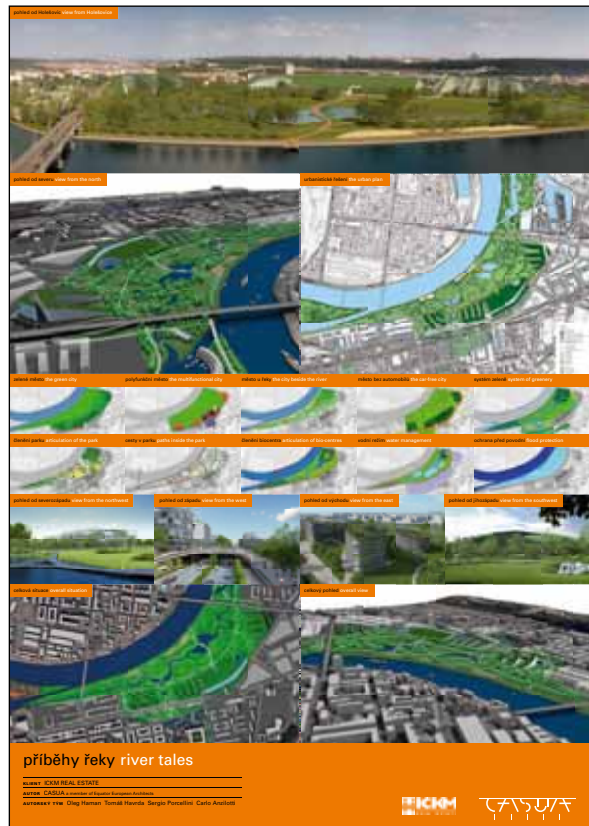 pohled od Holešovic view from Holešovice
pohled od severu view from the north
urbanistické řešení the urban plan
zelené město the green city
polyfunkční město the multifunctional city
město u řeky the city beside the river
město bez automobilů the car free city
systém zeleně system of greenery
členění parku articulation of the park
cesty v parku paths inside the park
členění biocentra articulation of bio-centres
vodní režim water management
ochrana před povodní flood protection
pohled od severozápadu view from the northwest
pohled od západu view from the west
pohled od východu view from the east
pohled od jihozápadu view from the southwest
celková situace overall situation
celkový pohled overall view
příběhy řeky river tales
KLIENT ICKM REAL ESTATE
AUTOR CASUA a member of Equator European Architects
AUTORSKÝ TÝM Oleg Haman Tomáš Havrda Sergio Porcellini Carlo Anzilotti
ICKM
CASUA